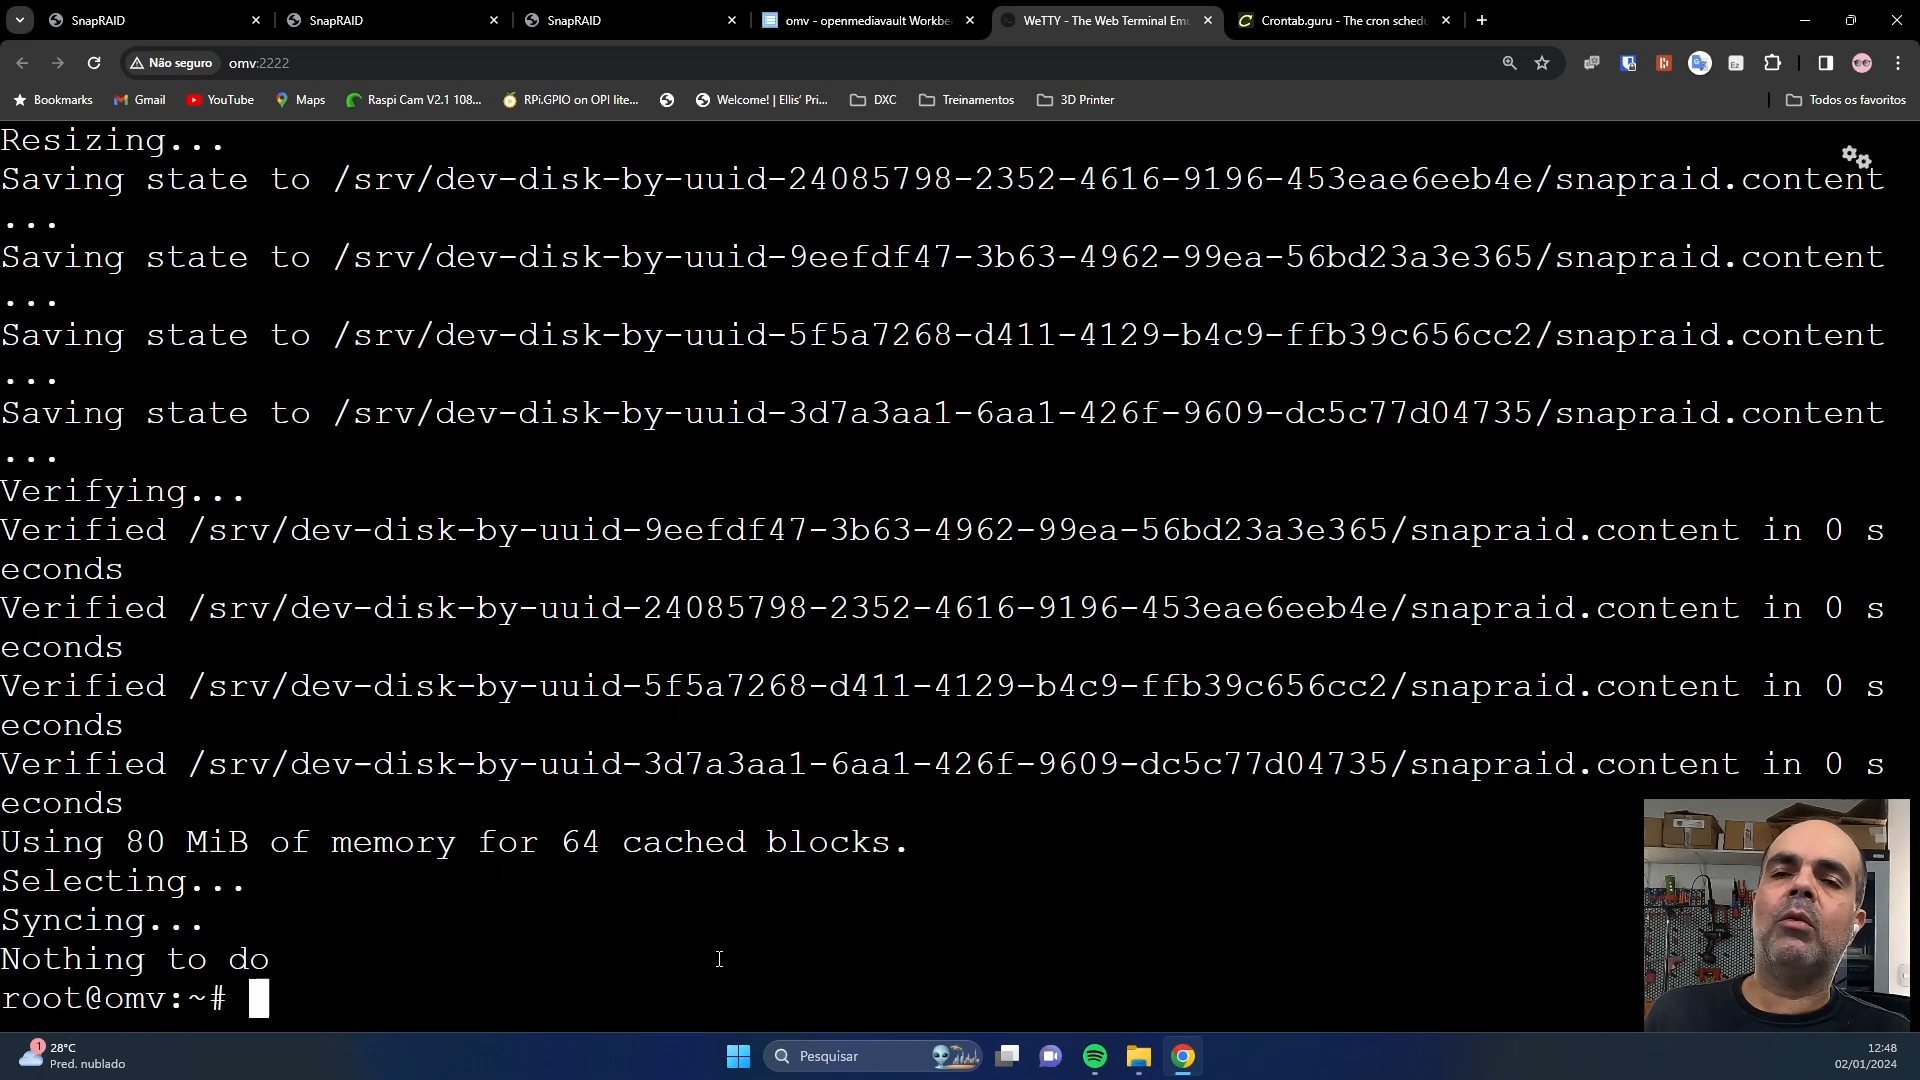 SnapRAID
SnapRAID
SnapRAID
omv - openmediavault Workbe
WeTTY - The Web Terminal Emu
Crontab.guru - The cron schedu
Não seguro
omv:2222
Bookmarks
Gmail
YouTube
Maps
Raspi Cam V2.1 108...
RPi.GPIO on OPI lite...
Welcome! | Ellis' Pri...
DXC
Treinamentos
3D Printer
Todos os favoritos
Resizing...
Saving state to /srv/dev-disk-by-uuid-24085798-2352-4616-9196-453eae6eeb4e/snapraid.content
...
Saving state to /srv/dev-disk-by-uuid-9eefdf47-3b63-4962-99ea-56bd23a3e365/snapraid.content
...
Saving state to /srv/dev-disk-by-uuid-5f5a7268-d411-4129-b4c9-ffb39c656cc2/snapraid.content
...
Saving state to /srv/dev-disk-by-uuid-3d7a3aa1-6aa1-426f-9609-dc5c77d04735/snapraid.content
...
Verifying...
Verified /srv/dev-disk-by-uuid-9eefdf47-3b63-4962-99ea-56bd23a3e365/snapraid.content in 0 s
econds
Verified /srv/dev-disk-by-uuid-24085798-2352-4616-9196-453eae6eeb4e/snapraid.content in 0 s
econds
Verified /srv/dev-disk-by-uuid-5f5a7268-d411-4129-b4c9-ffb39c656cc2/snapraid.content in 0 s
econds
Verified /srv/dev-disk-by-uuid-3d7a3aa1-6aa1-426f-9609-dc5c77d04735/snapraid.content in 0 s
econds
Using 80 MiB of memory for 64 cached blocks.
Selecting...
Syncing...
Nothing to do
root@omv:~#
1
28°C
Pred. nublado
Pesquisar
12:48
02/01/2024